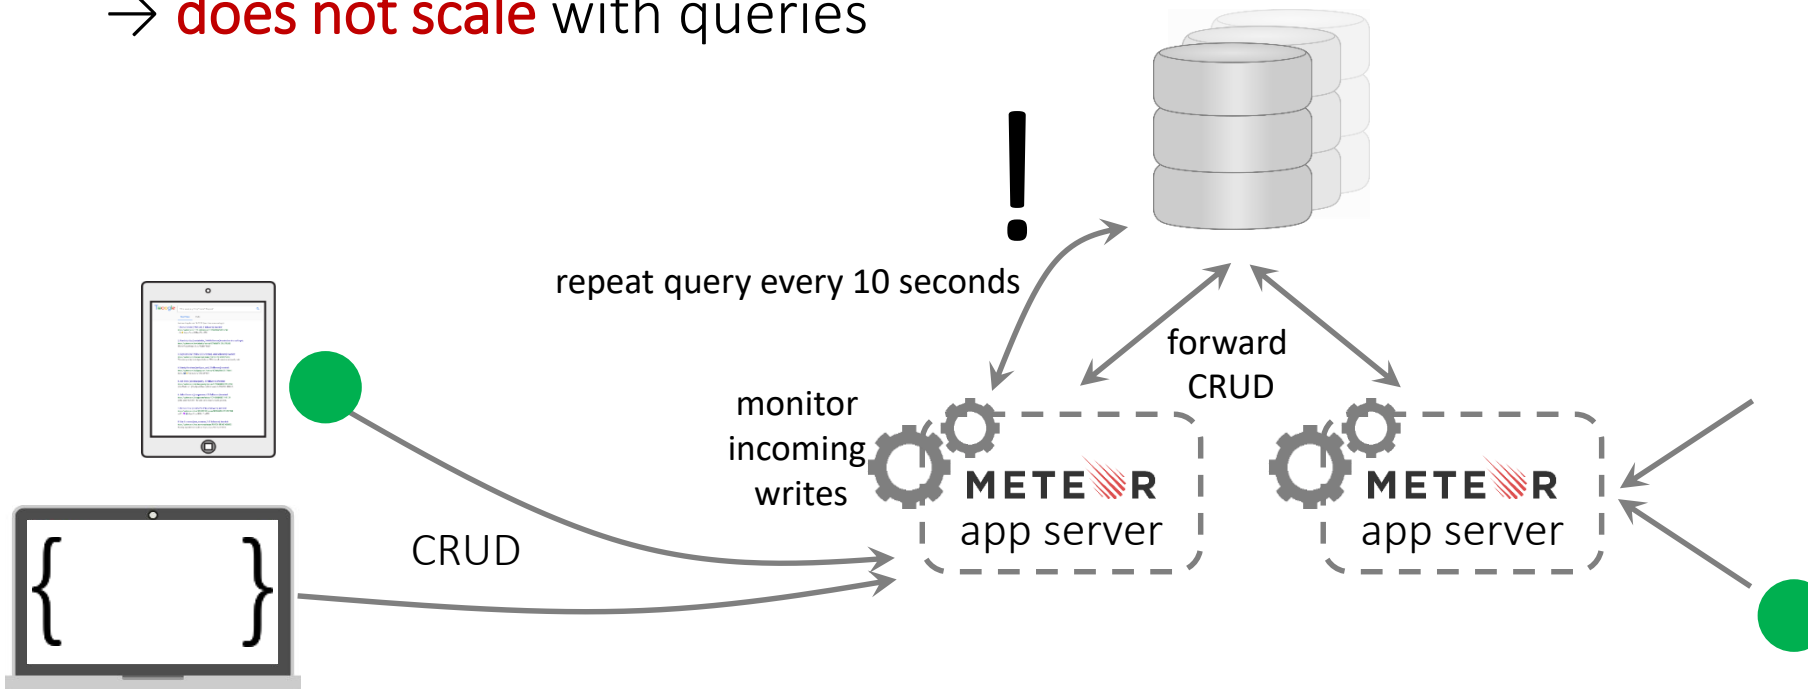 → does not scale with queries
!
repeat query every 10 seconds
forward
CRUD
monitor
incoming
writes
METEOR
app server
METEOR
app server
CRUD
{ }